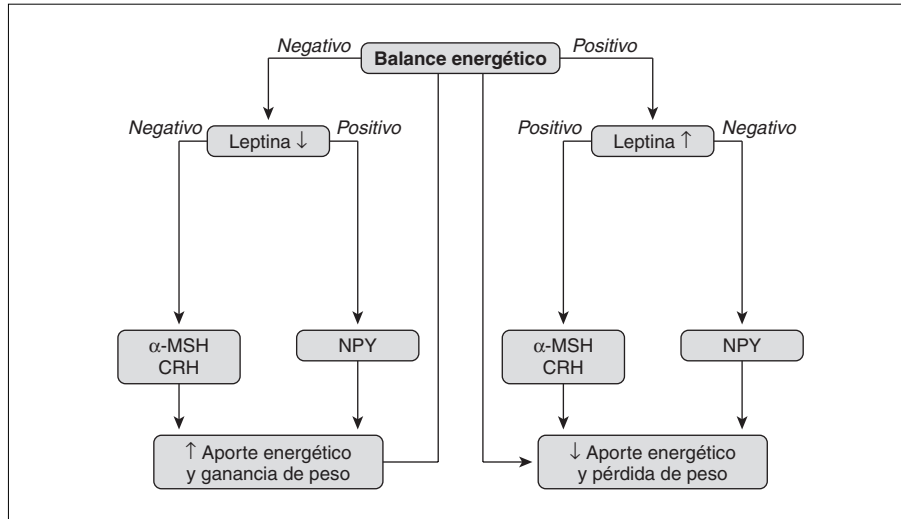 Negativo
Balance energético
Positivo
Negativo
Leptina ↓
Positivo
Positivo
Leptina ↑
Negativo
α-MSH
CRH
NPY
α-MSH
CRH
NPY
↑ Aporte energético
y ganancia de peso
↓ Aporte energético
y pérdida de peso